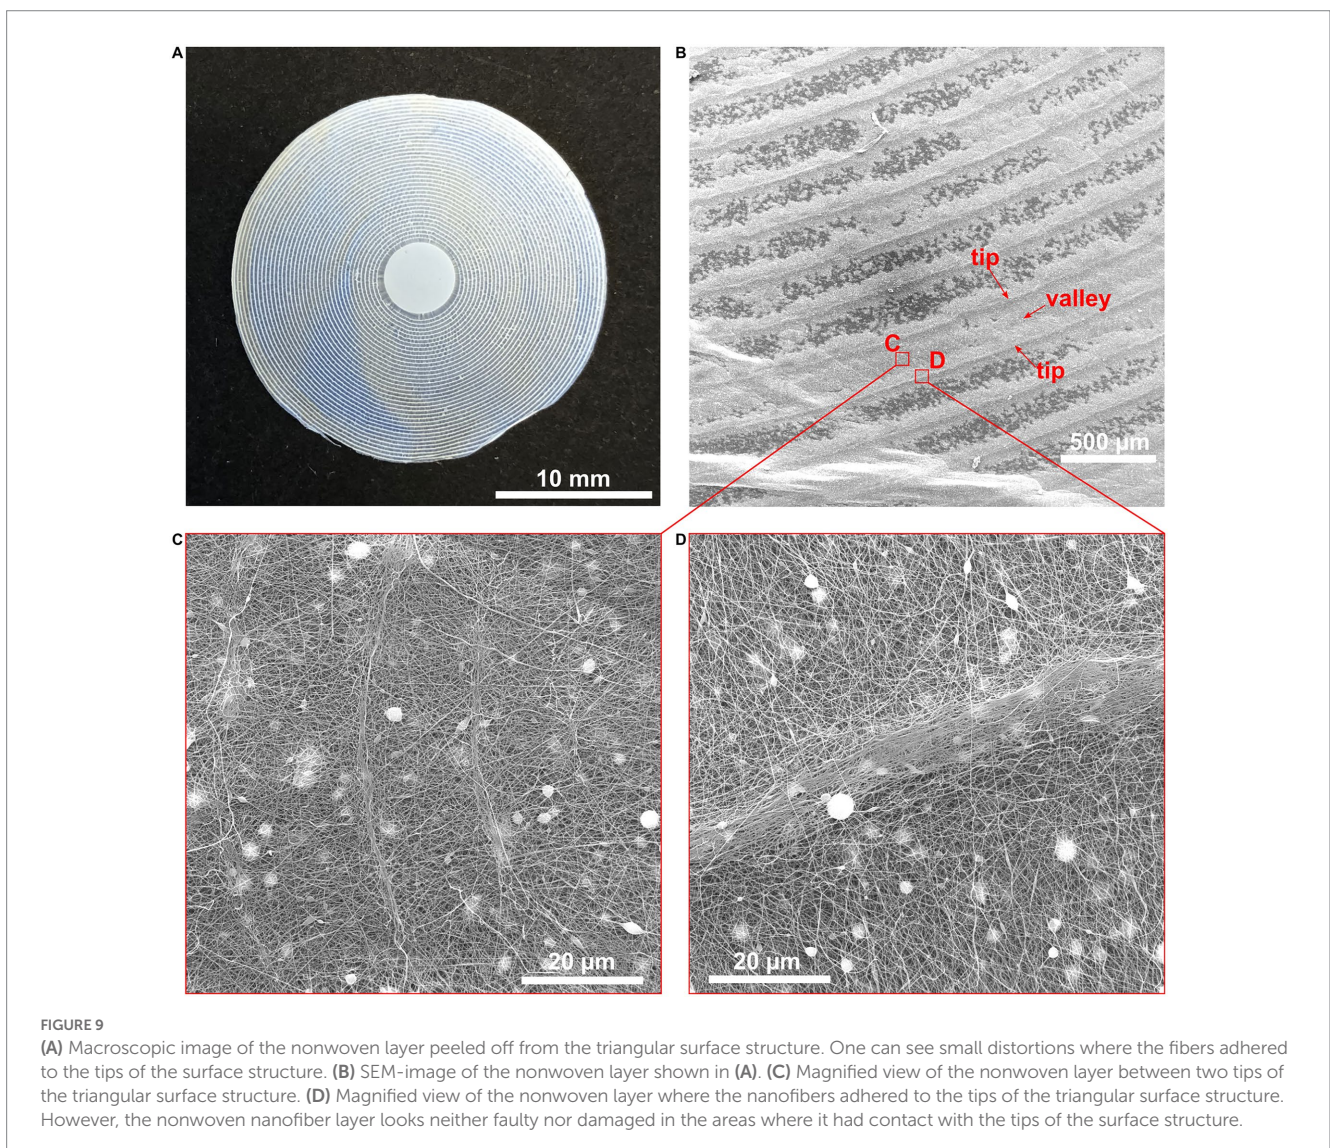 A
B
10 mm
tip
valley
C
D
tip
500 µm
C
D
20 µm
20 µm
FIGURE 9
(A) Macroscopic image of the nonwoven layer peeled off from the triangular surface structure. One can see small distortions where the fibers adhered
to the tips of the surface structure. (B) SEM-image of the nonwoven layer shown in (A). (C) Magnified view of the nonwoven layer between two tips of
the triangular surface structure. (D) Magnified view of the nonwoven layer where the nanofibers adhered to the tips of the triangular surface structure.
However, the nonwoven nanofiber layer looks neither faulty nor damaged in the areas where it had contact with the tips of the surface structure.